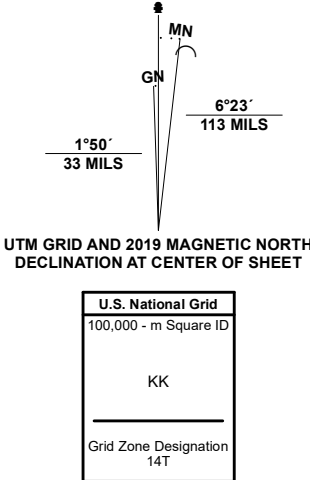 MN
GN
6°23´
113 MILS
1°50´
33 MILS
UTM GRID AND 2019 MAGNETIC NORTH
DECLINATION AT CENTER OF SHEET
U.S. National Grid
100,000 - m Square ID
KK
Grid Zone Designation
14T